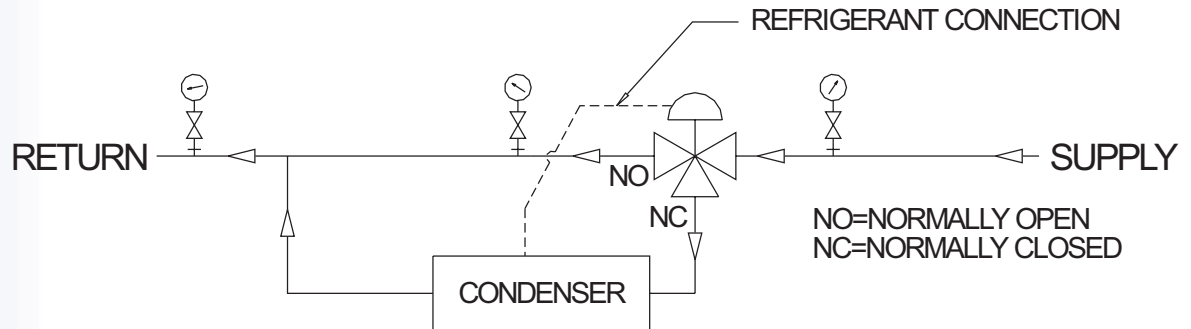 REFRIGERANT CONNECTION
RETURN
SUPPLY
NO
NC
NO=NORMALLY OPEN
NC=NORMALLY CLOSED
CONDENSER